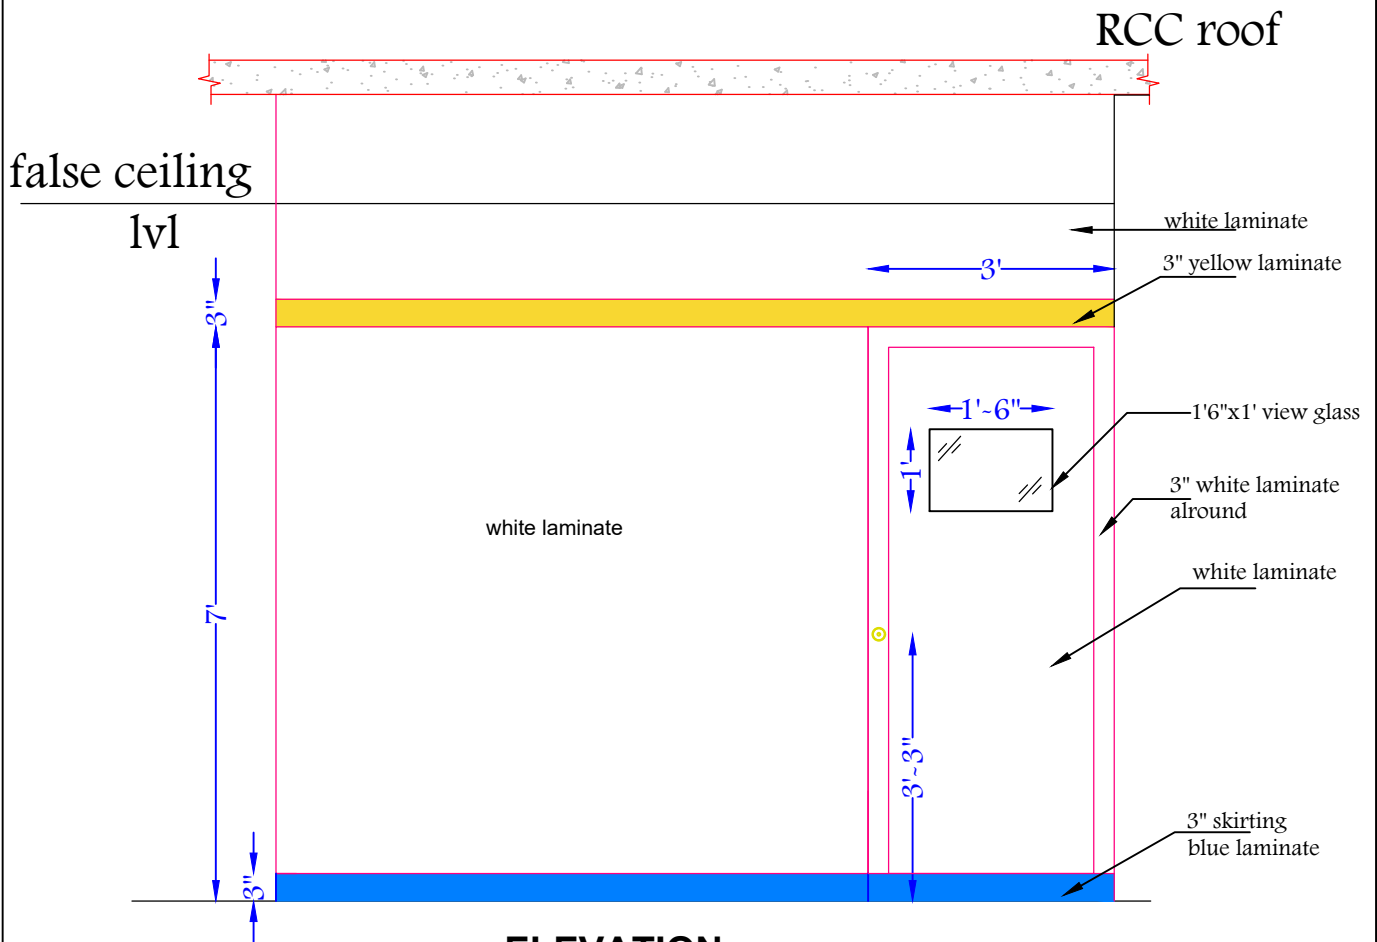 RCC roof
false ceiling
lvl
white laminate
3'
3" yellow laminate
3"
1'~6"
1'6"x1' view glass
1'
3" white laminate
alround
white laminate
white laminate
7'
3'~3"
3" skirting
blue laminate
3"
ELEVATION